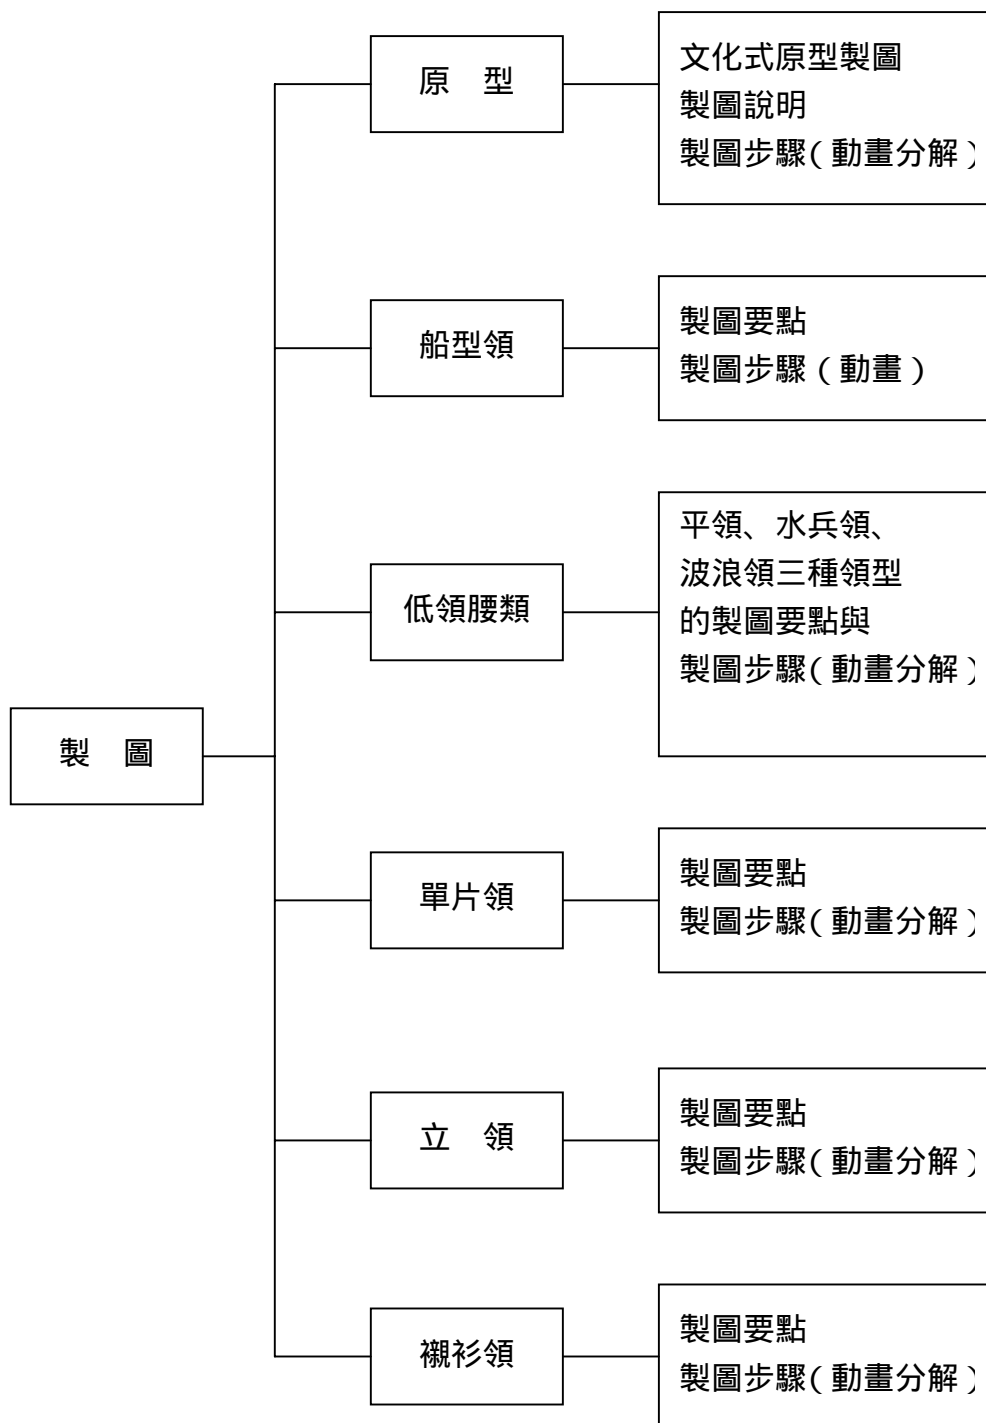 製　圖
原　型
文化式原型製圖
製圖說明
製圖步驟(動畫分解)
船型領
製圖要點
製圖步驟(動畫)
低領腰類
平領、水兵領、
波浪領三種領型
的製圖要點與
製圖步驟(動畫分解)
單片領
製圖要點
製圖步驟(動畫分解)
立　領
製圖要點
製圖步驟(動畫分解)
襯衫領
製圖要點
製圖步驟(動畫分解)